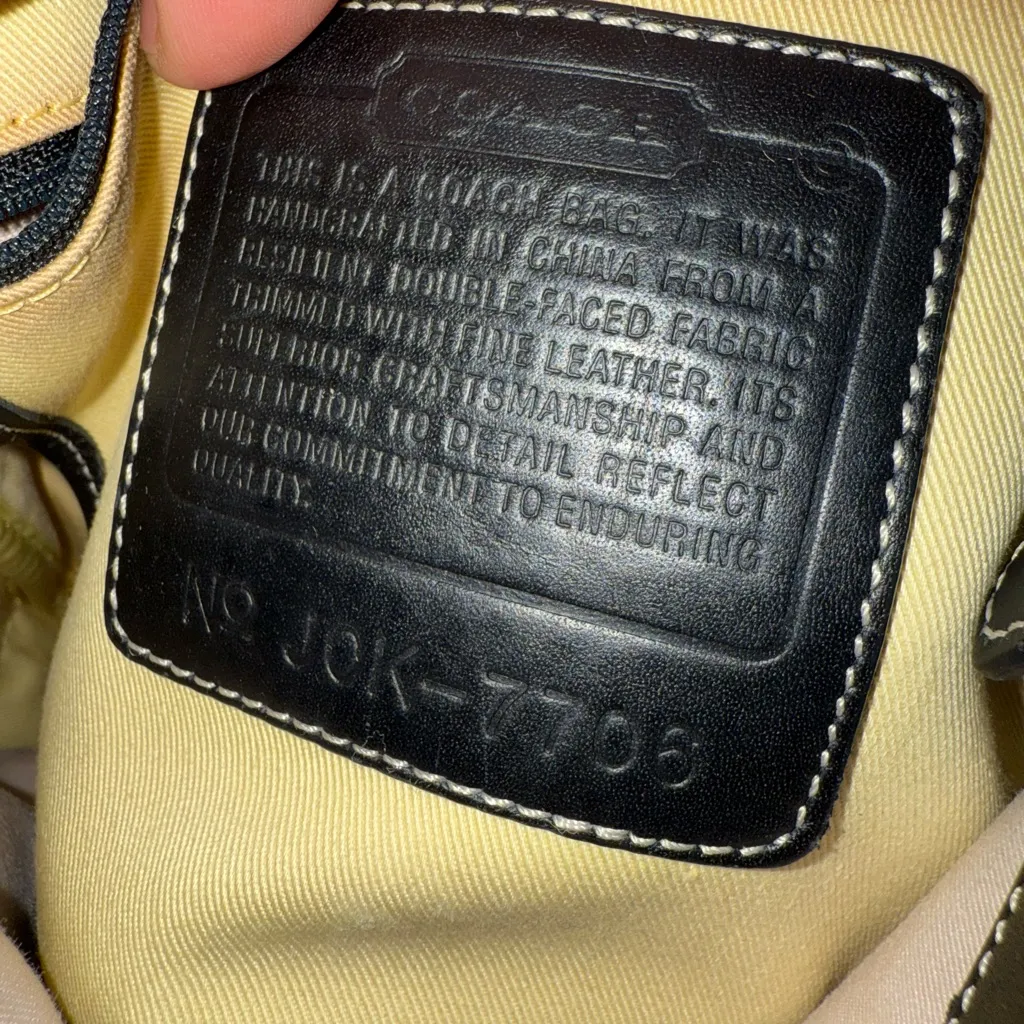 COACH
THIS IS A COACH BAG. IT WAS
HANDCRAFTED IN CHINA FROM A
RESILIENT DOUBLE-FACED FABRIC
TRIMMED WITH FINE LEATHER. ITS
SUPERIOR CRAFTSMANSHIP AND
ATTENTION TO DETAIL REFLECT
OUR COMMITMENT TO ENDURING
QUALITY.
No J0K-7706